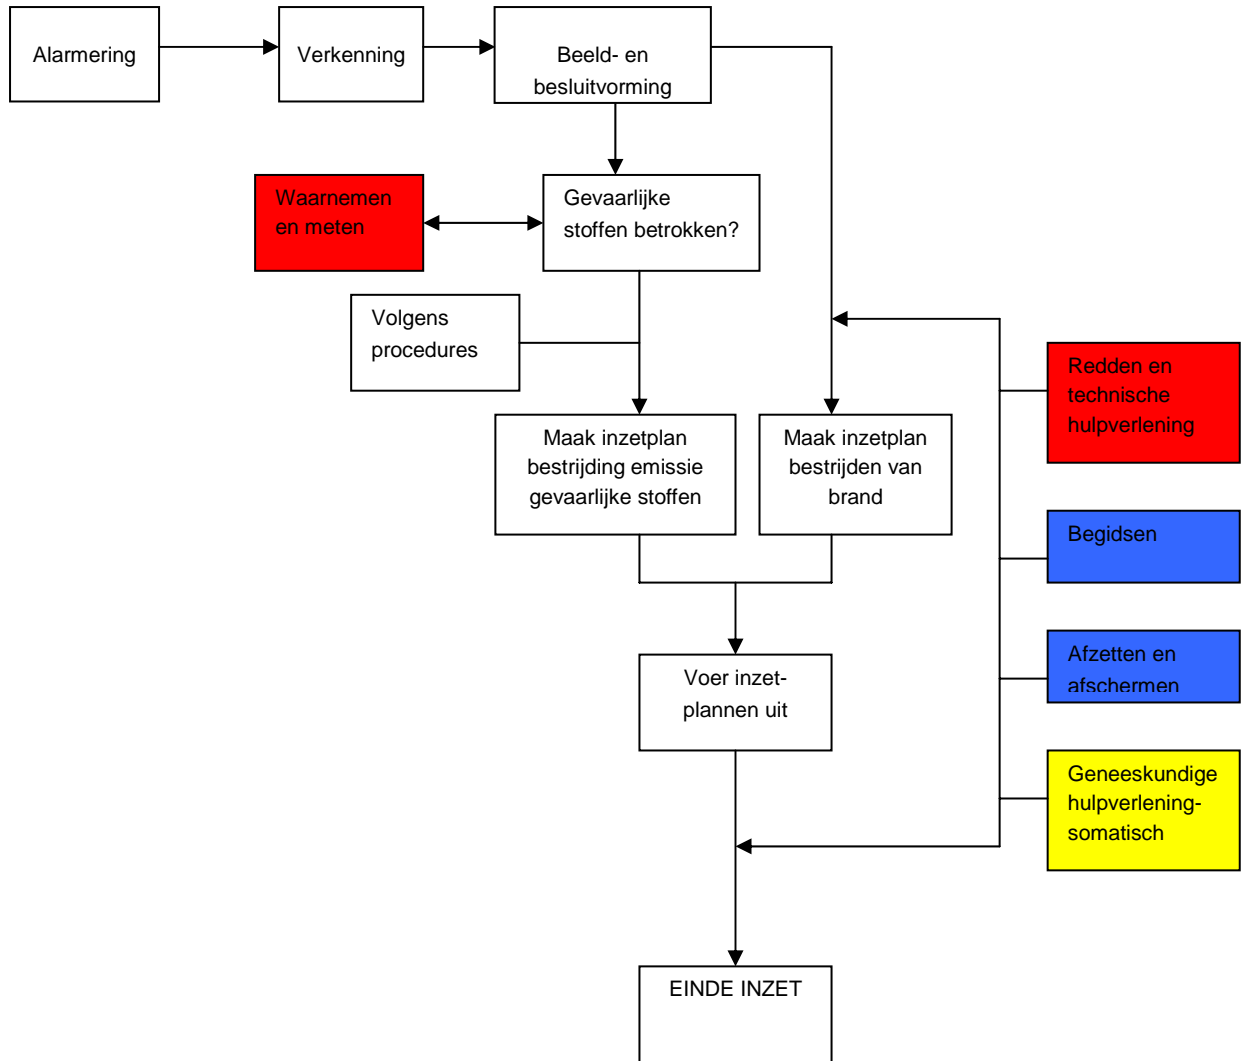 Alarmering
Verkenning
Beeld- en
besluitvorming
Waarnemen
en meten
Gevaarlijke
stoffen betrokken?
Volgens
procedures
Redden en
technische
hulpverlening
Maak inzetplan
bestrijding emissie
gevaarlijke stoffen
Maak inzetplan
bestrijden van
brand
Begidsen
Afzetten en
afschermen
Voer inzet-
plannen uit
Geneeskundige
hulpverlening-
somatisch
EINDE INZET